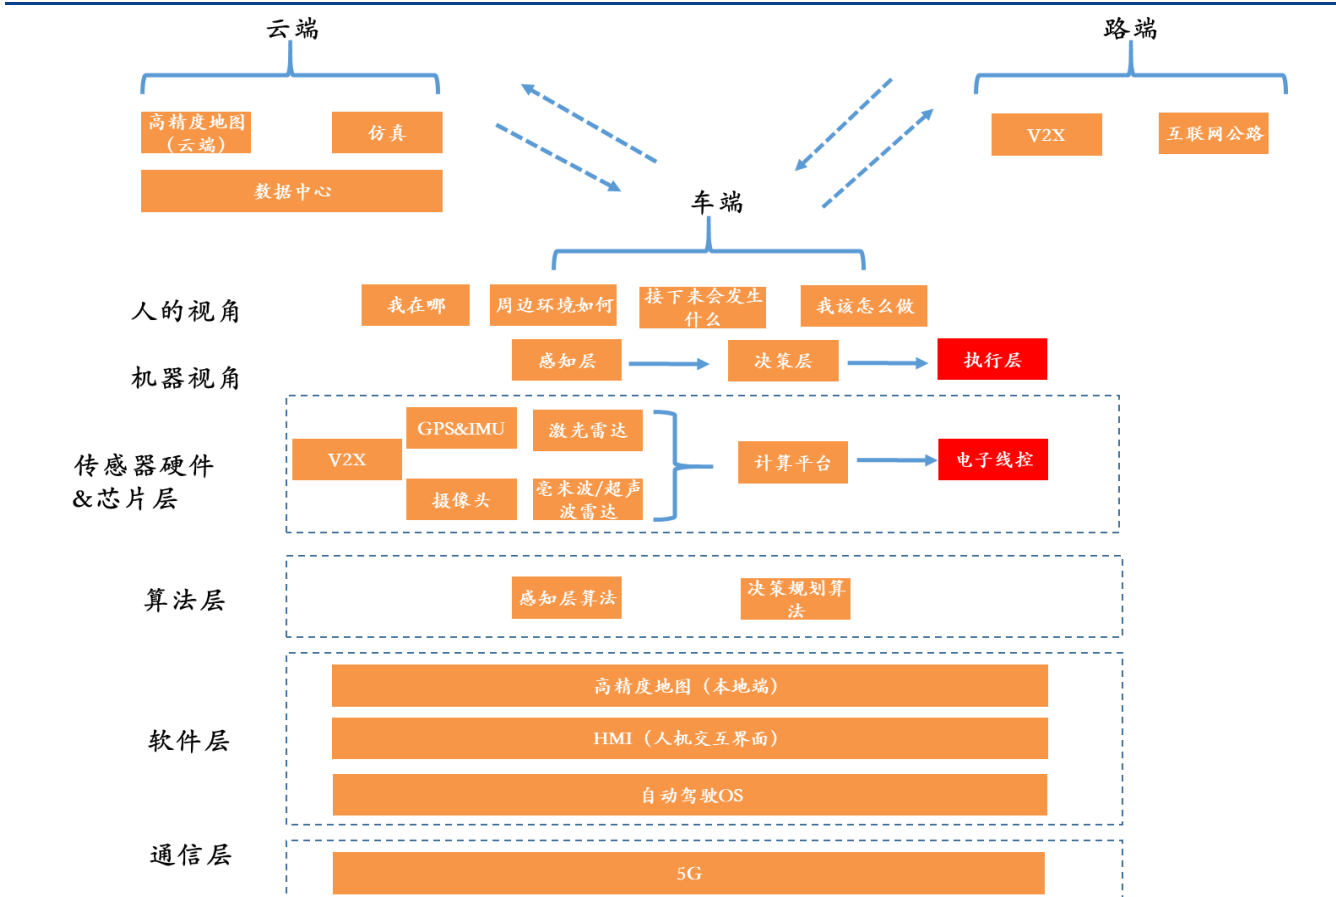 云端
路端
高精度地图
（云端）
仿真
V2X
互联网公路
数据中心
车端
人的视角
我在哪
周边环境如何
接下来会发生
什么
我该怎么做
机器视角
感知层
决策层
执行层
传感器硬件
&芯片层
V2X
GPS&IMU
激光雷达
摄像头
毫米波/超声
波雷达
计算平台
电子线控
算法层
感知层算法
决策规划算
法
软件层
高精度地图（本地端）
HMI（人机交互界面）
自动驾驶OS
通信层
5G